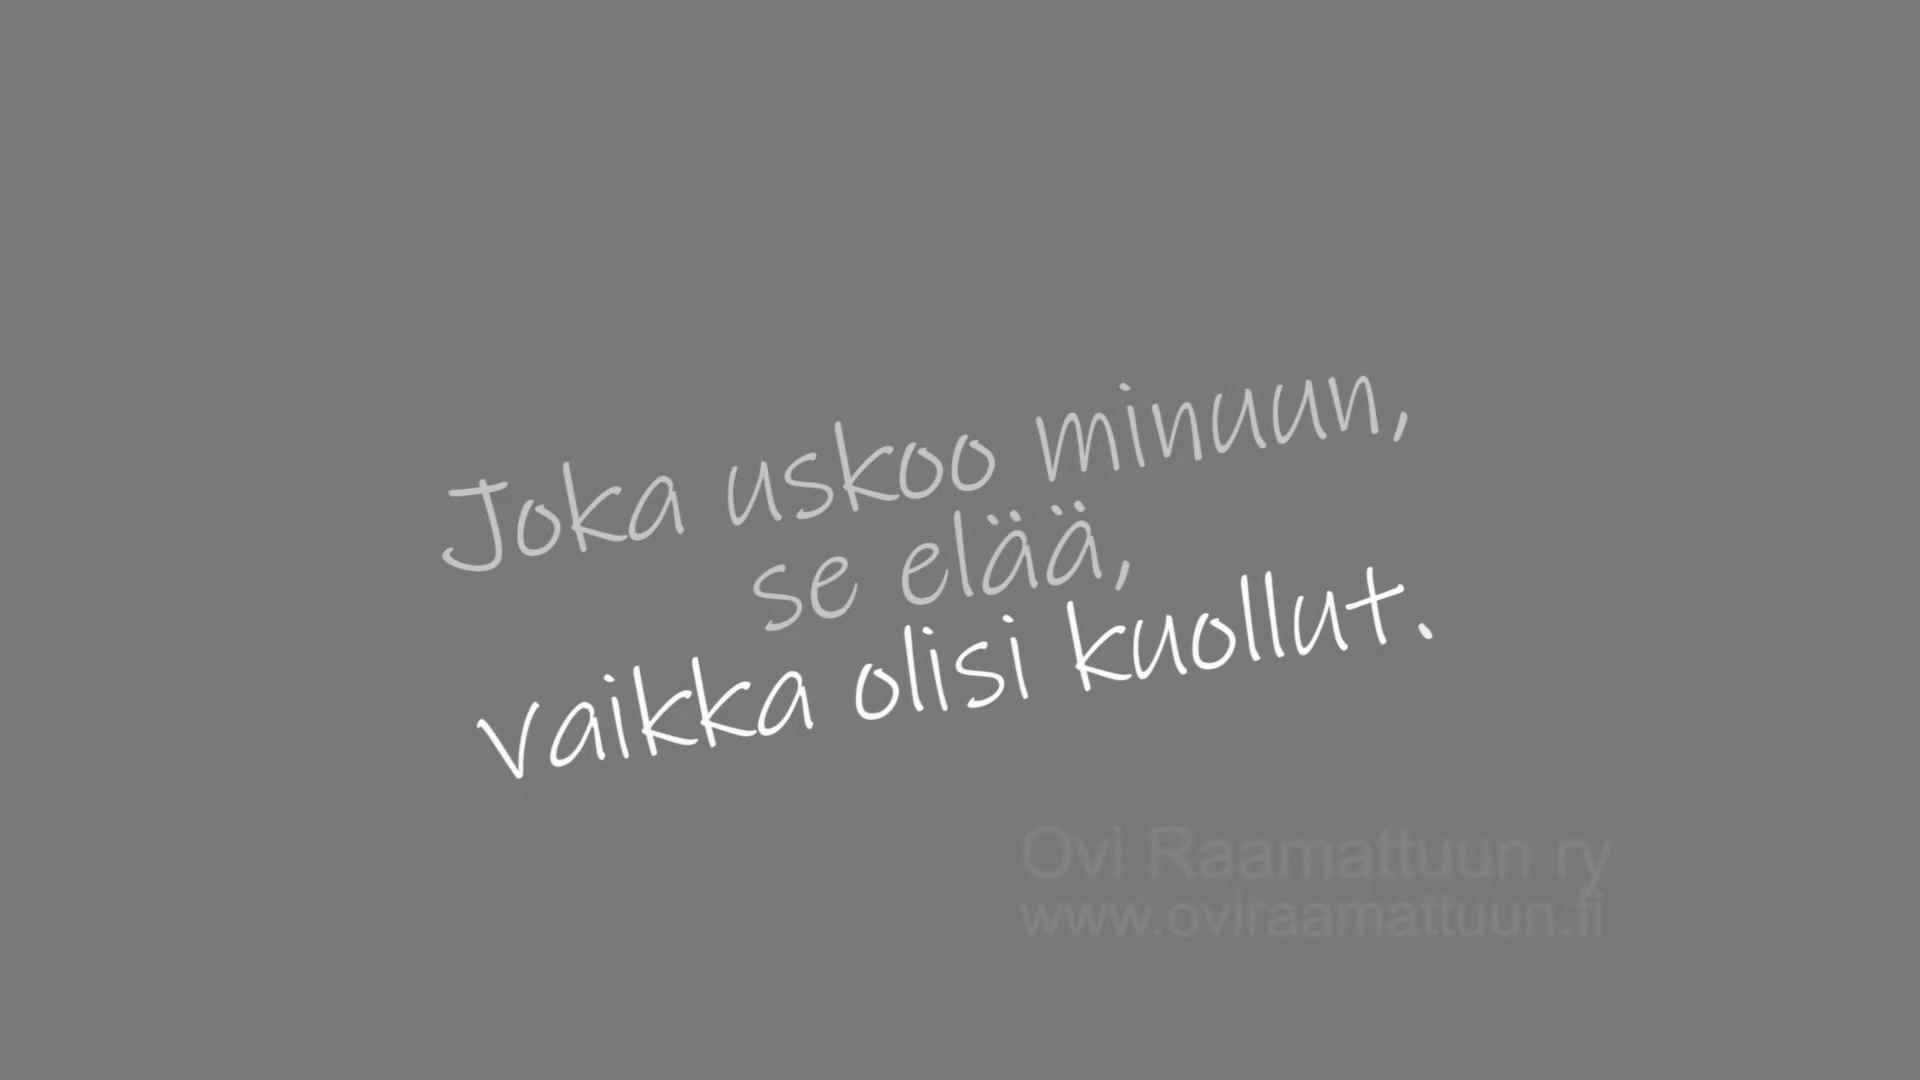 Joka uskoo minuun,
se elää,
vaikka olisi kuollut.
Ovi Raamattuun ry
www.oviraamattuun.fi